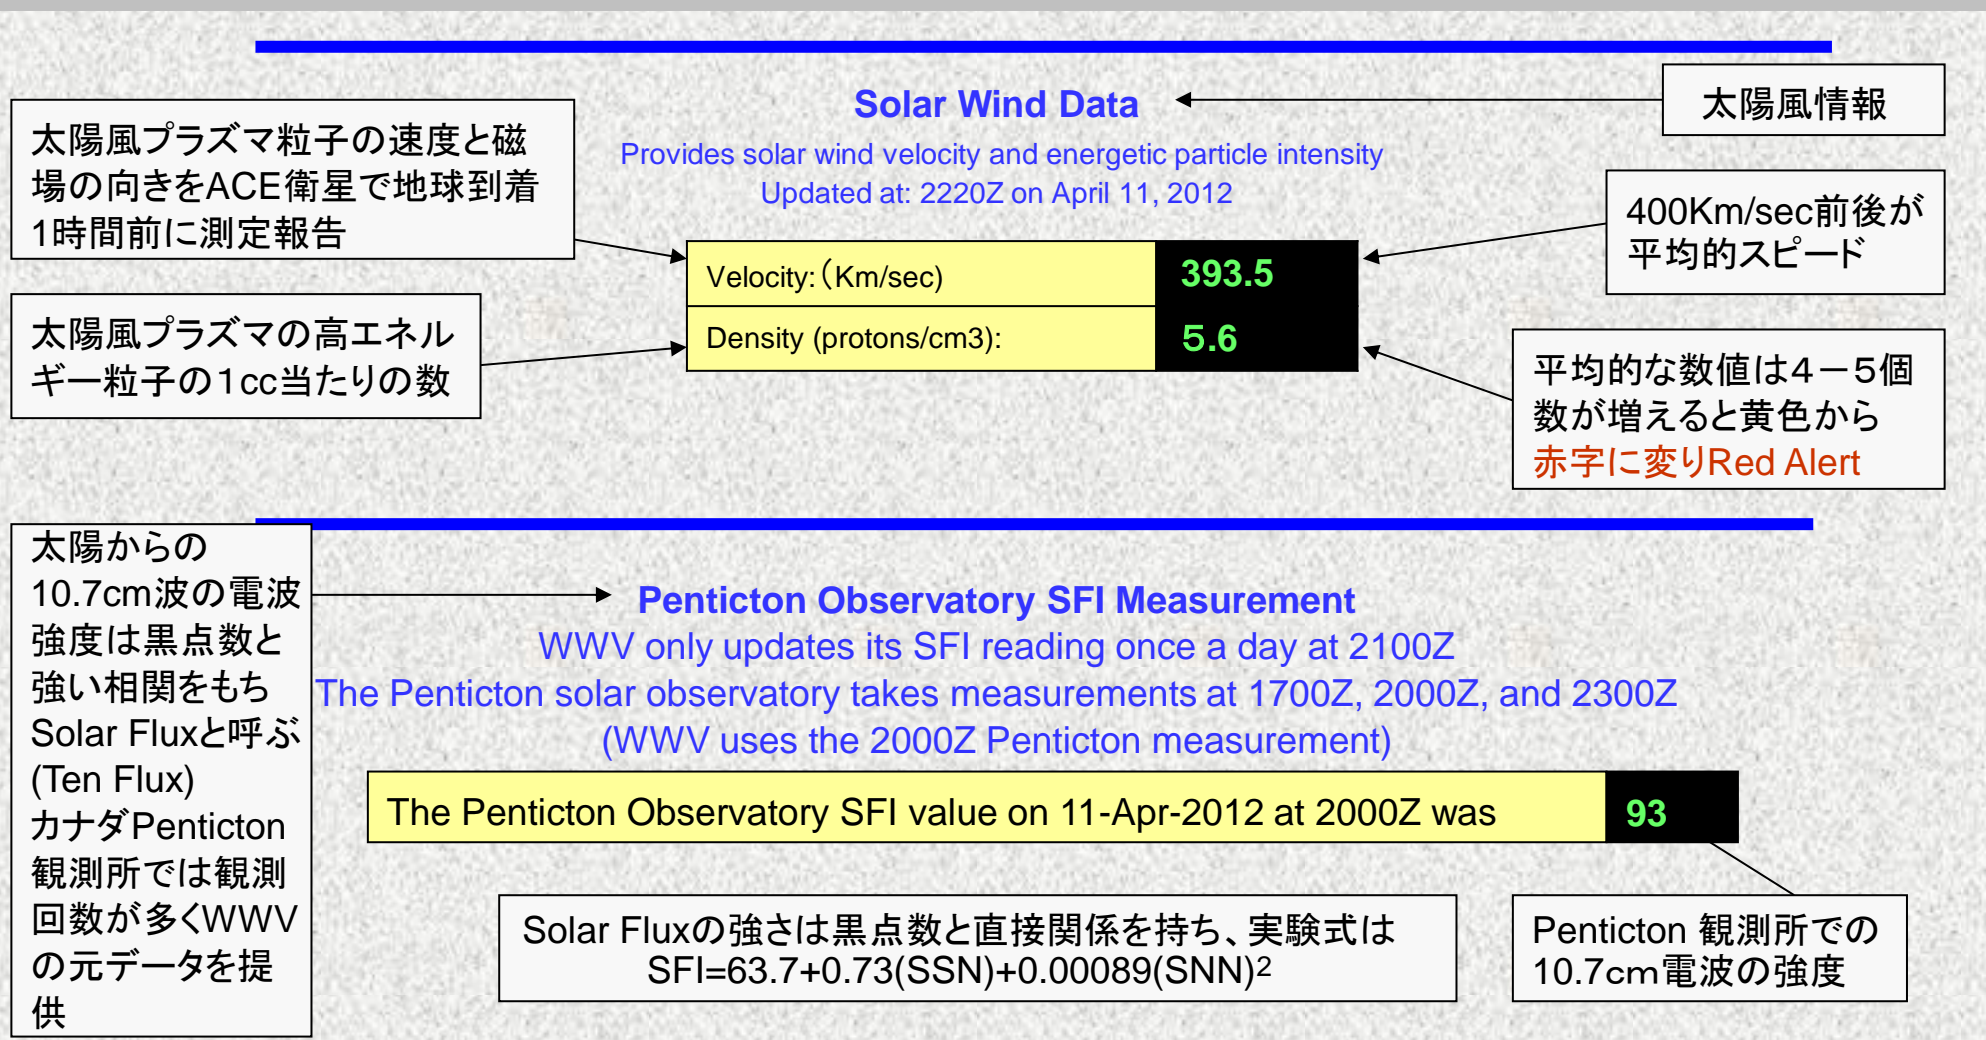 Solar Wind Data
太陽風情報
Provides solar wind velocity and energetic particle intensity
Updated at: 2220Z on April 11, 2012
太陽風プラズマ粒子の速度と磁
場の向きをACE衛星で地球到着
1時間前に測定報告
Velocity:（Km/sec) 393.5
400Km/sec前後が
平均的スピード
太陽風プラズマの高エネル
ギー粒子の１cc当たりの数
Density (protons/cm3): 5.6
平均的な数値は４－５個
数が増えると黄色から
赤字に変りRed Alert
太陽からの
10.7cm波の電波
強度は黒点数と
強い相関をもち
Solar Fluxと呼ぶ
(Ten Flux)
カナダPenticton
観測所では観測
回数が多くWWV
の元データを提
供
Penticton Observatory SFI Measurement
WWV only updates its SFI reading once a day at 2100Z
The Penticton solar observatory takes measurements at 1700Z, 2000Z, and 2300Z
(WWV uses the 2000Z Penticton measurement)
The Penticton Observatory SFI value on 11-Apr-2012 at 2000Z was 93
Solar Fluxの強さは黒点数と直接関係を持ち、実験式は
SFI=63.7+0.73(SSN)+0.00089(SNN)²
Penticton 観測所での
10.7cm電波の強度